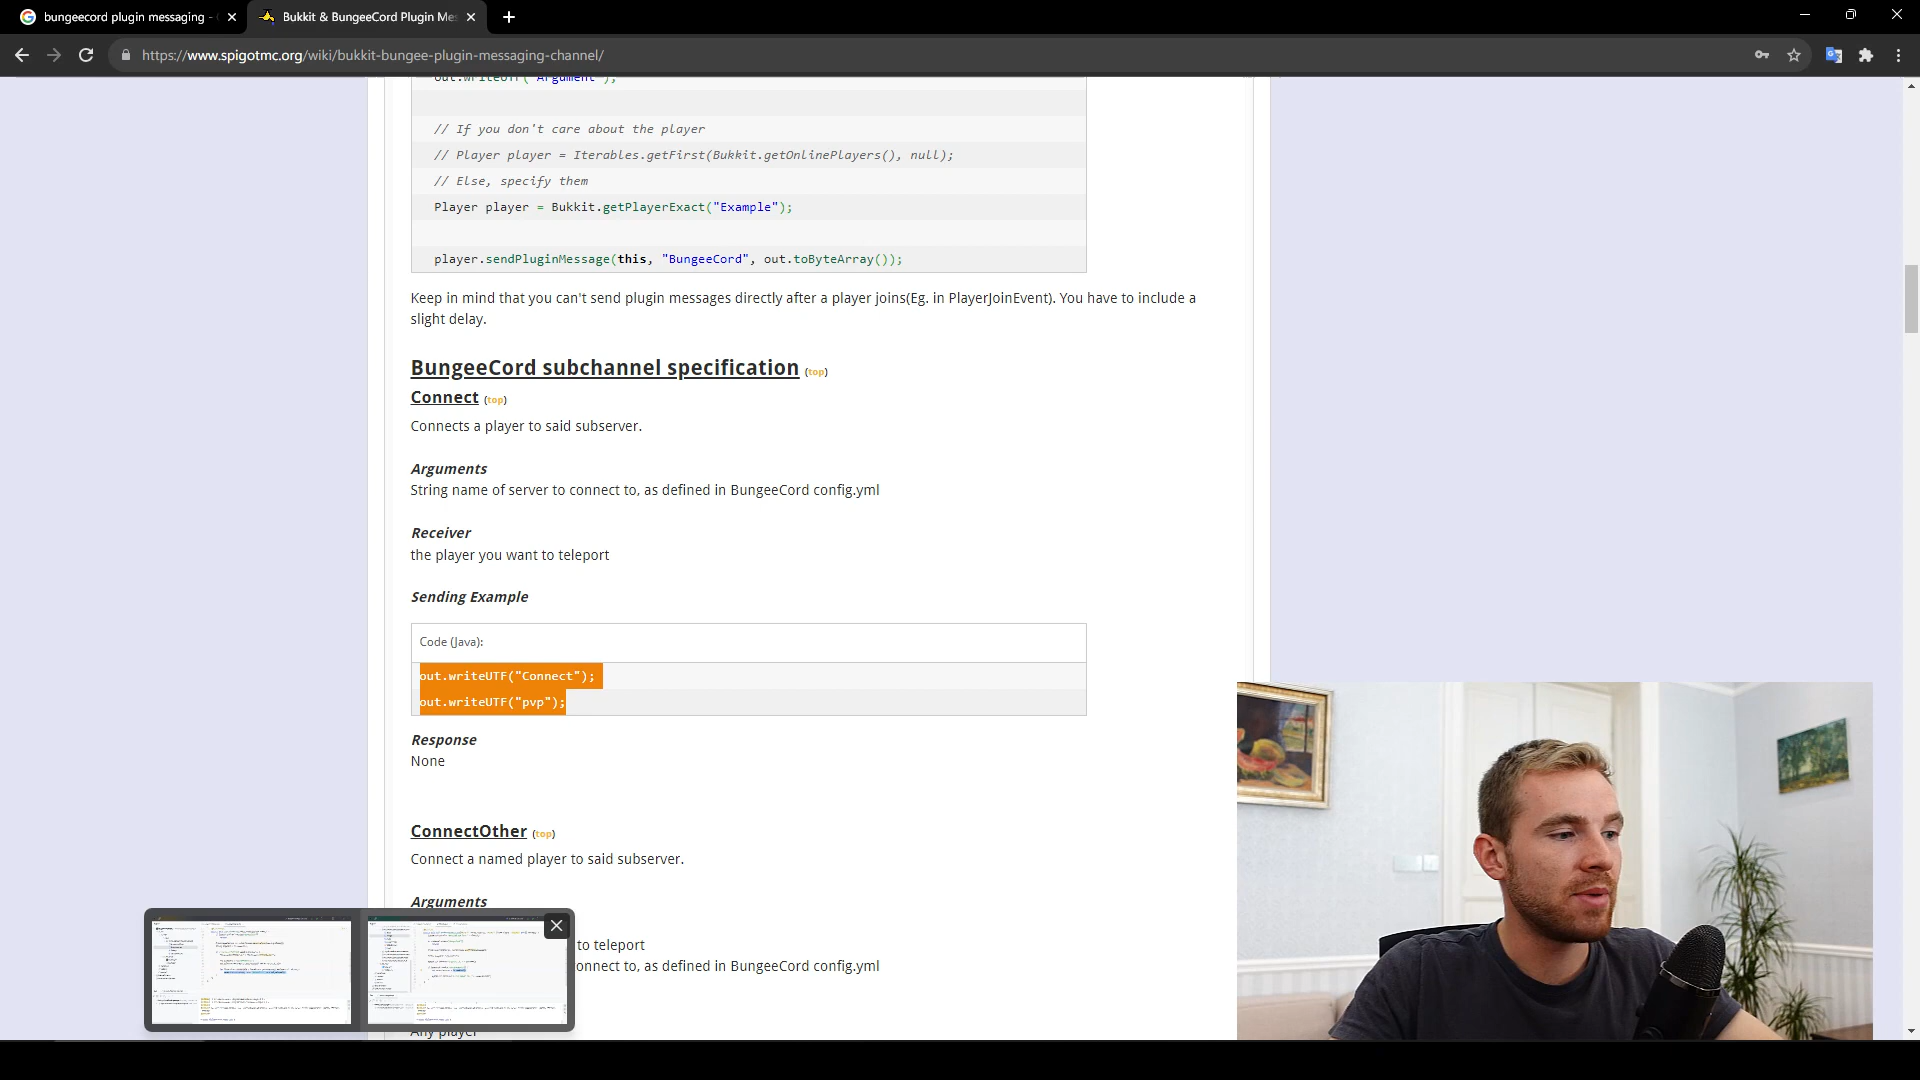 bungeecord plugin messaging -
Bukkit & BungeeCord Plugin Mes
https://www.spigotmc.org/wiki/bukkit-bungee-plugin-messaging-channel/
out.writeUTF("Argument");
// If you don't care about the player
// Player player = Iterables.getFirst(Bukkit.getOnlinePlayers(), null);
// Else, specify them
Player player = Bukkit.getPlayerExact("Example");
player.sendPluginMessage(this, "BungeeCord", out.toByteArray());
Keep in mind that you can't send plugin messages directly after a player joins(Eg. in PlayerJoinEvent). You have to include a
slight delay.
BungeeCord subchannel specification (top)
Connect (top)
Connects a player to said subserver.
Arguments
String name of server to connect to, as defined in BungeeCord config.yml
Receiver
the player you want to teleport
Sending Example
Code (Java):
out.writeUTF("Connect");
out.writeUTF("pvp");
Response
None
ConnectOther (top)
Connect a named player to said subserver.
Arguments
to teleport
onnect to, as defined in BungeeCord config.yml
Any player